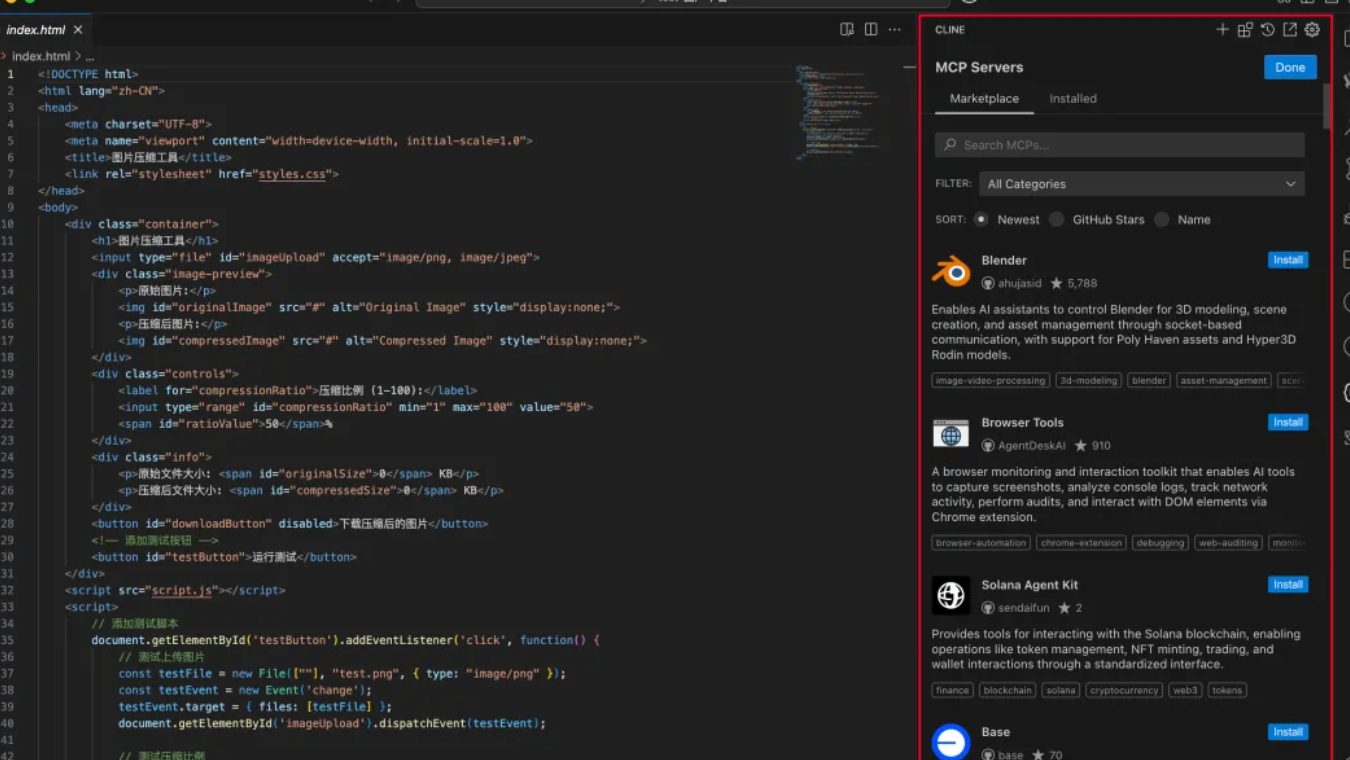 index.html
index.html > ...
1 <!DOCTYPE html>
2 <html lang="zh-CN">
3 <head>
4 <meta charset="UTF-8">
5 <meta name="viewport" content="width=device-width, initial-scale=1.0">
6 <title>图片压缩工具</title>
7 <link rel="stylesheet" href="styles.css">
8 </head>
9 <body>
10 <div class="container">
11 <h1>图片压缩工具</h1>
12 <input type="file" id="imageUpload" accept="image/png, image/jpeg">
13 <div class="image-preview">
14 <p>原始图片:</p>
15 <img id="originalImage" src="#" alt="Original Image" style="display:none;">
16 <p>压缩后图片:</p>
17 <img id="compressedImage" src="#" alt="Compressed Image" style="display:none;">
18 </div>
19 <div class="controls">
20 <label for="compressionRatio">压缩比例 (1-100):</label>
21 <input type="range" id="compressionRatio" min="1" max="100" value="50">
22 <span id="ratioValue">50</span>%
23 </div>
24 <div class="info">
25 <p>原始文件大小: <span id="originalSize">0</span> KB</p>
26 <p>压缩后文件大小: <span id="compressedSize">0</span> KB</p>
27 </div>
28 <button id="downloadButton" disabled>下载压缩后的图片</button>
29 <!-- 添加测试按钮 -->
30 <button id="testButton">运行测试</button>
31 </div>
32 <script src="script.js"></script>
33 <script>
34 // 添加测试脚本
35 document.getElementById('testButton').addEventListener('click', function() {
36 // 测试上传图片
37 const testFile = new File([""], "test.png", { type: "image/png" });
38 const testEvent = new Event('change');
39 testEvent.target = { files: [testFile] };
40 document.getElementById('imageUpload').dispatchEvent(testEvent);
41
42 // 测试压缩比例
CLINE
MCP Servers
Done
Marketplace Installed
Search MCPs...
FILTER: All Categories
SORT: Newest GitHub Stars Name
Blender
Install
ahujasid ★ 5,788
Enables AI assistants to control Blender for 3D modeling, scene
creation, and asset management through socket-based
communication, with support for Poly Haven assets and Hyper3D
Rodin models.
image-video-processing 3d-modeling blender asset-management
Browser Tools
Install
AgentDeskAI ★ 910
A browser monitoring and interaction toolkit that enables AI tools
to capture screenshots, analyze console logs, track network
activity, perform audits, and interact with DOM elements via
Chrome extension.
browser-automation chrome-extension debugging web-auditing
Solana Agent Kit
Install
sendaifun ★ 2
Provides tools for interacting with the Solana blockchain, enabling
operations like token management, NFT minting, trading, and
wallet interactions through a standardized interface.
finance blockchain solana cryptocurrency web3 tokens
Base
Install
base ★ 70